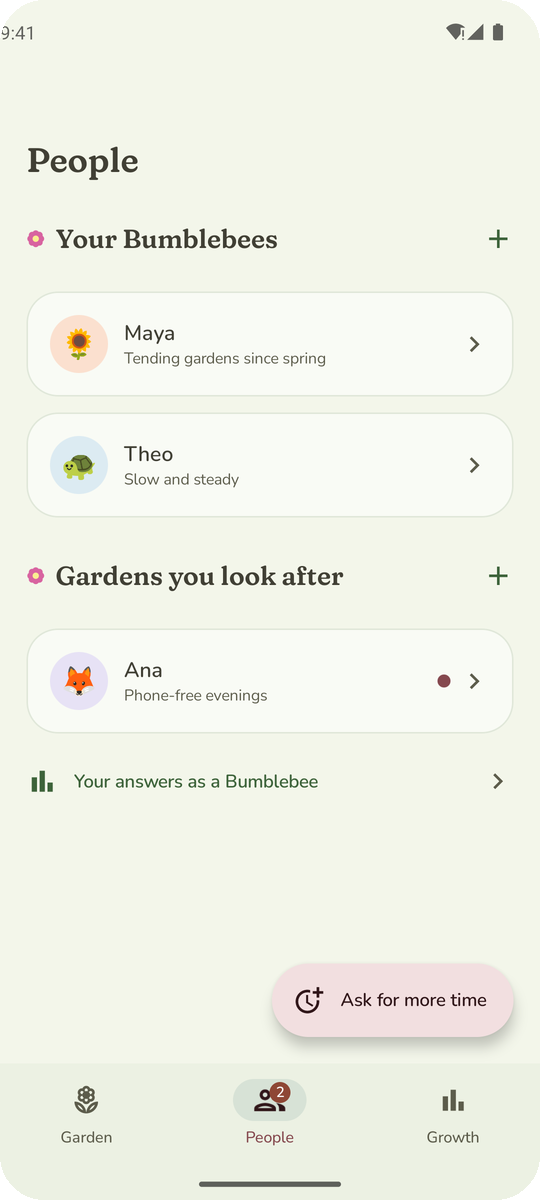 9:41
People
Your Bumblebees
Maya
Tending gardens since spring
Theo
Slow and steady
Gardens you look after
Ana
Phone-free evenings
Your answers as a Bumblebee
Ask for more time
2
Garden
People
Growth